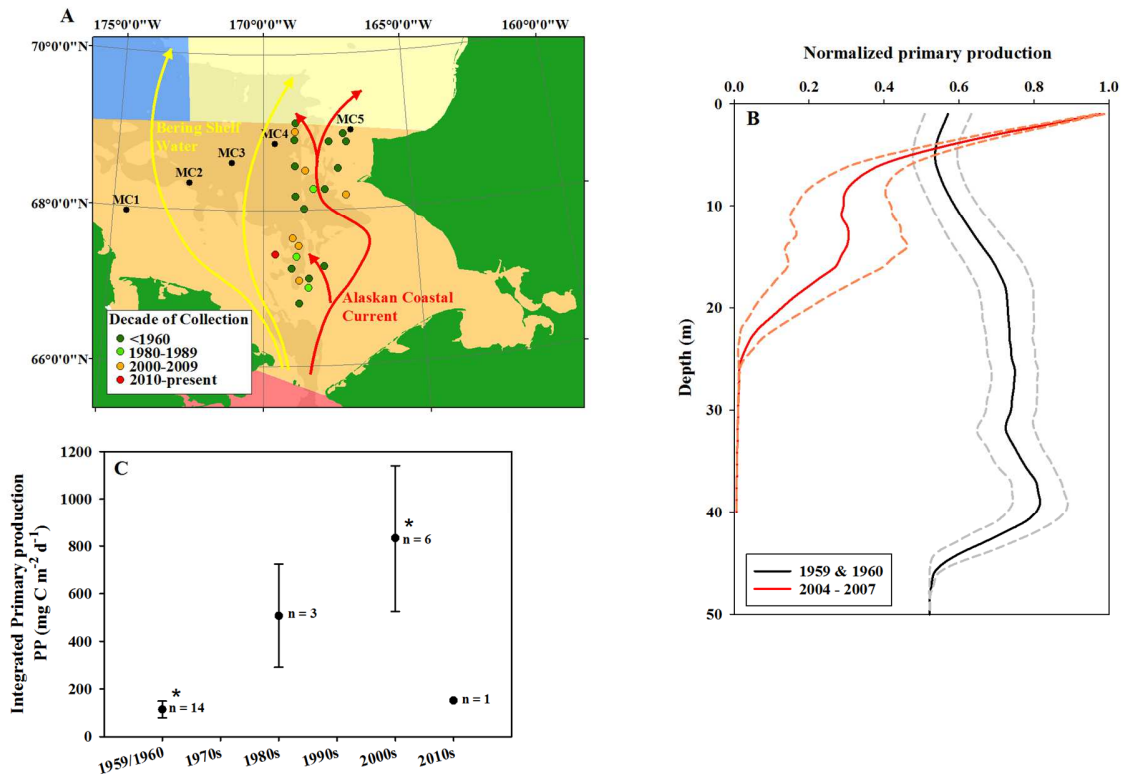 A
175°0'0"W
170°0'0"W
165°0'0"W
160°0'0"W
70°0'0"N
68°0'0"N
66°0'0"N
Bering Shelf
Water
MC1
MC2
MC3
MC4
MC5
Alaskan Coastal
Current
Decade of Collection
<1960
1980-1989
2000-2009
2010-present
Normalized primary production
0.0 0.2 0.4 0.6 0.8 1.0
B
Depth (m)
0
10
20
30
40
50
1959 & 1960
2004 - 2007
C
Integrated Primary production
PP (mg C m⁻² d⁻¹)
1200
1000
800
600
400
200
0
*
n = 14
n = 3
*
n = 6
n = 1
1959/1960 1970s 1980s 1990s 2000s 2010s